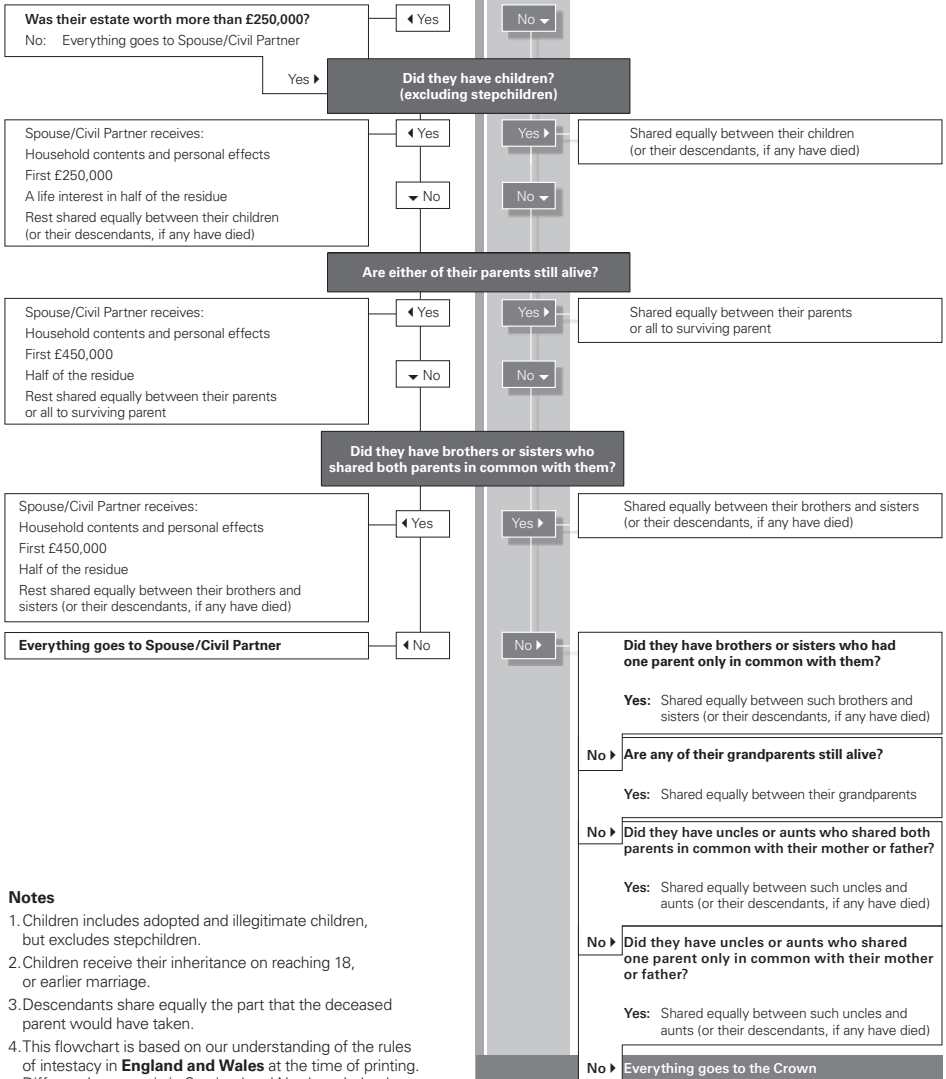 Was their estate worth more than £250,000?
No: Everything goes to Spouse/Civil Partner
Yes
No
Yes
Did they have children?
(excluding stepchildren)
Spouse/Civil Partner receives:
Household contents and personal effects
First £250,000
A life interest in half of the residue
Rest shared equally between their children
(or their descendants, if any have died)
Yes
No
Yes
No
Shared equally between their children
(or their descendants, if any have died)
Are either of their parents still alive?
Spouse/Civil Partner receives:
Household contents and personal effects
First £450,000
Half of the residue
Rest shared equally between their parents
or all to surviving parent
Yes
No
Yes
No
Shared equally between their parents
or all to surviving parent
Did they have brothers or sisters who
shared both parents in common with them?
Spouse/Civil Partner receives:
Household contents and personal effects
First £450,000
Half of the residue
Rest shared equally between their brothers and
sisters (or their descendants, if any have died)
Yes
Yes
Shared equally between their brothers and sisters
(or their descendants, if any have died)
Everything goes to Spouse/Civil Partner
No
No
Did they have brothers or sisters who had
one parent only in common with them?
Yes: Shared equally between such brothers and
sisters (or their descendants, if any have died)
No Are any of their grandparents still alive?
Yes: Shared equally between their grandparents
No Did they have uncles or aunts who shared both
parents in common with their mother or father?
Yes: Shared equally between such uncles and
aunts (or their descendants, if any have died)
No Did they have uncles or aunts who shared
one parent only in common with their mother
or father?
Yes: Shared equally between such uncles and
aunts (or their descendants, if any have died)
No Everything goes to the Crown
Notes
1. Children includes adopted and illegitimate children,
but excludes stepchildren.
2. Children receive their inheritance on reaching 18,
or earlier marriage.
3. Descendants share equally the part that the deceased
parent would have taken.
4. This flowchart is based on our understanding of the rules
of intestacy in England and Wales at the time of printing.